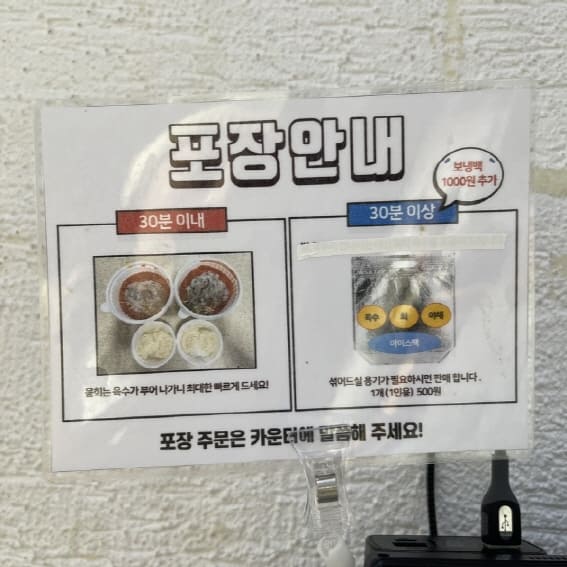 포장안내
보냉백
1000원 추가
30분 이내
30분 이상
육수
회
야채
아이스팩
물회는 육수가 부어 나가니 최대한 빠르게 드세요!
섞어드실 용기가 필요하시면 판매 합니다.
1개(1인용) 500원
포장 주문은 카운터에 말씀해 주세요!